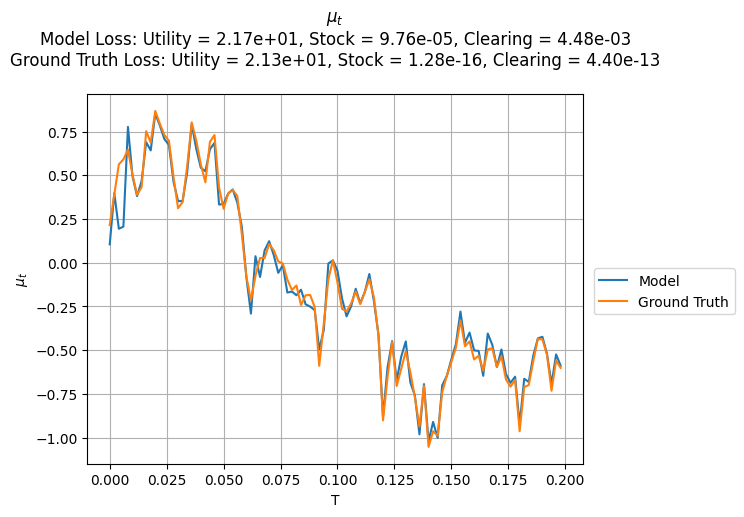 μt
Model Loss: Utility = 2.17e+01, Stock = 9.76e-05, Clearing = 4.48e-03
Ground Truth Loss: Utility = 2.13e+01, Stock = 1.28e-16, Clearing = 4.40e-13
0.75
0.50
0.25
0.00
−0.25
−0.50
−0.75
−1.00
μt
0.000 0.025 0.050 0.075 0.100 0.125 0.150 0.175 0.200
T
Model
Ground Truth